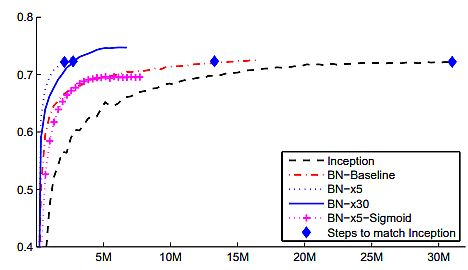 0.8
0.7
0.6
0.5
0.4
5M 10M 15M 20M 25M 30M
Inception
BN−Baseline
BN−x5
BN−x30
BN−x5−Sigmoid
Steps to match Inception